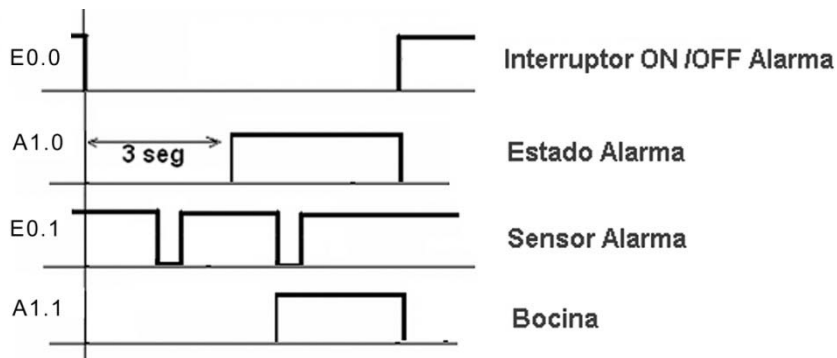 E0.0 Interruptor ON /OFF Alarma
A1.0 3 seg Estado Alarma
E0.1 Sensor Alarma
A1.1 Bocina